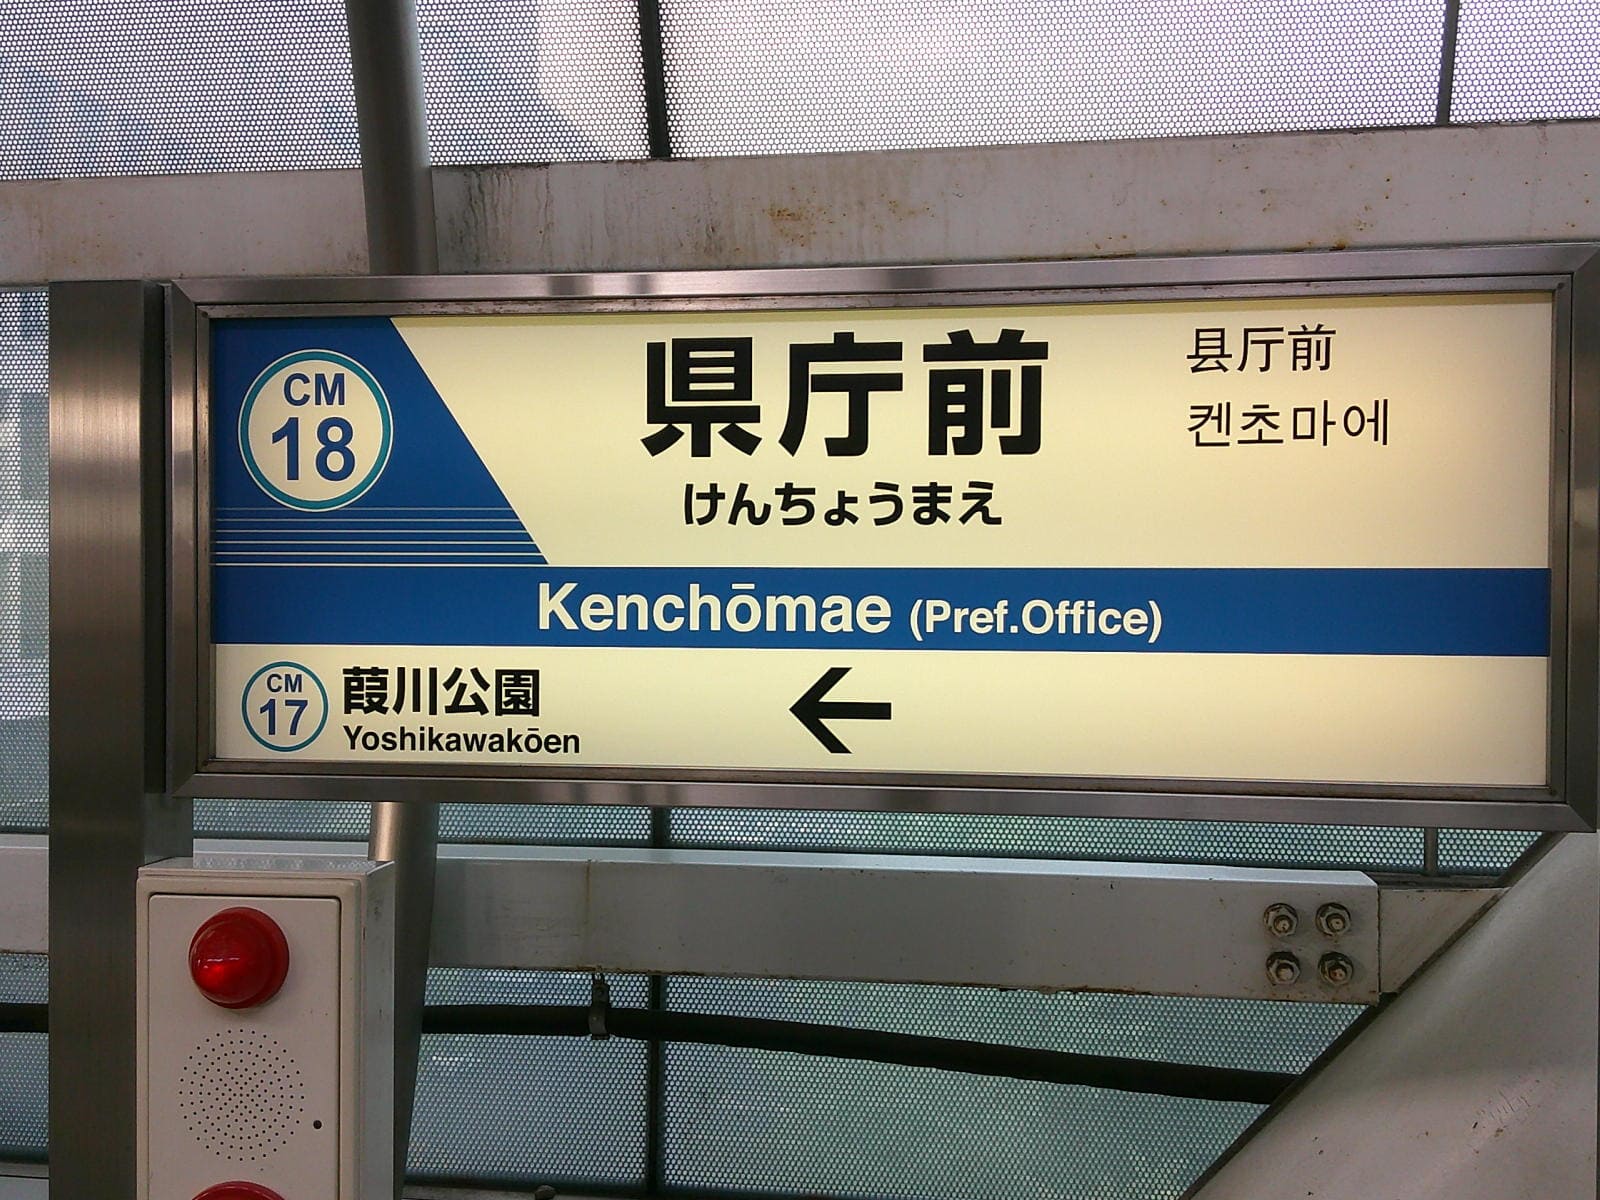 CM
18
県庁前
けんちょうまえ
县厅前
켄초마에
Kenchōmae (Pref.Office)
CM
17
葭川公園
Yoshikawakōen
←